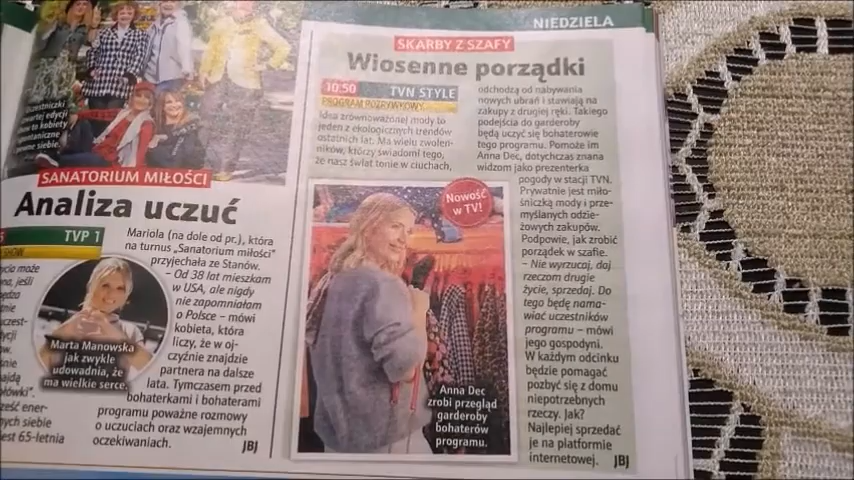 NIEDZIELA
Uczestniczki
czwartej edycji
SANATORIUM MIŁOŚCI
Analiza uczuć
TVP 1
SHOW
Mariola (na dole od pr.), która
na turnus „Sanatorium miłości”
przyjechała ze Stanów.
– Od 38 lat mieszkam
w USA, ale nigdy
nie zapomniałam
o Polsce – mówi
kobieta, która
liczy, że w oj-
czyźnie znajdzie
partnera na dalsze
lata. Tymczasem przed
bohaterkami i bohaterami
programu poważne rozmowy
o uczuciach oraz wzajemnych
oczekiwaniach.
JBJ
Marta Manowska
jak zwykle
udowadnia, że
ma wielkie serce.
SKARBY Z SZAFY
Wiosenne porządki
10:50
TVN STYLE
PROGRAM ROZRYWKOWY
Idea zrównoważonej mody to
jeden z ekologicznych trendów
ostatnich lat. Ma wielu zwolen-
ników, którzy świadomi tego,
że nasz świat tonie w ciuchach,
odchodzą od nabywania
nowych ubrań i stawiają na
zakupy z drugiej ręki. Takiego
podejścia do garderoby
będą uczyć się bohaterowie
programu. Pomoże im
Anna Dec, dotychczas znana
widzom jako prezenterka
pogody w stacji TVN.
Prywatnie jest miło-
śniczką mody i prze-
myślanych odzie-
żowych zakupów.
Podpowie, jak zrobić
porządek w szafie.
– Nie wyrzucaj, daj
rzeczom drugie
życie, sprzedaj. Do
tego będę nama-
wiać uczestników
programu – mówi
jego gospodyni.
W każdym odcinku
będzie pomagać
pozbyć się z domu
niepotrzebnych
rzeczy. Jak?
Najlepiej sprzedać
je na platformie
internetowej.
JBJ
Nowość
w TV!
Anna Dec
zrobi przegląd
garderoby
bohaterów
programu.